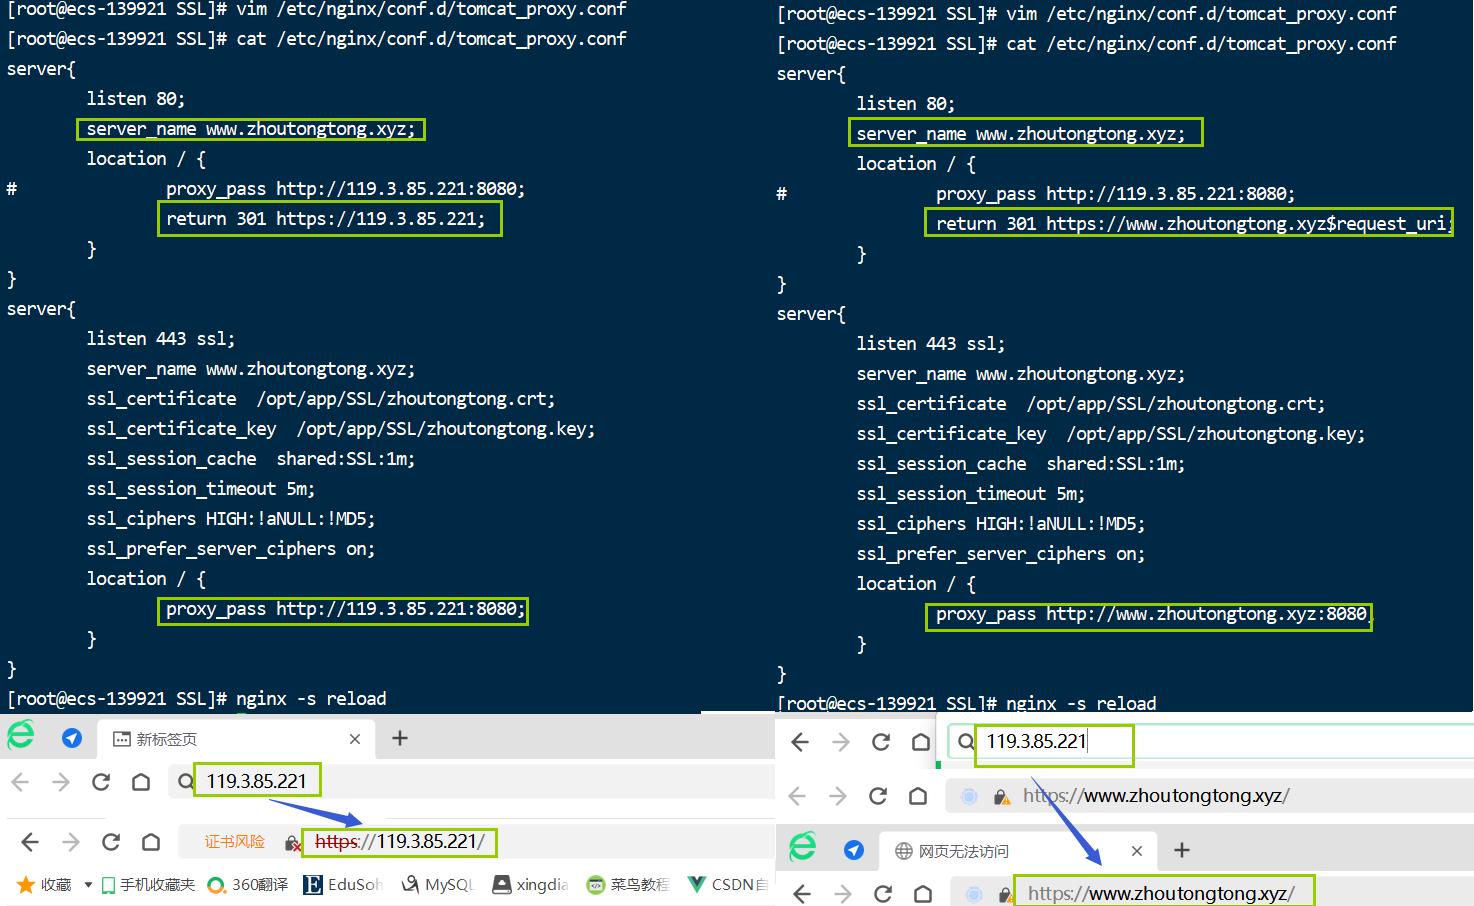 [root@ecs-139921 SSL]# vim /etc/nginx/conf.d/tomcat_proxy.conf
[root@ecs-139921 SSL]# cat /etc/nginx/conf.d/tomcat_proxy.conf
server{
        listen 80;
        server_name www.zhoutongtong.xyz;
        location / {
#               proxy_pass http://119.3.85.221:8080;
                return 301 https://119.3.85.221;
        }
}
server{
        listen 443 ssl;
        server_name www.zhoutongtong.xyz;
        ssl_certificate  /opt/app/SSL/zhoutongtong.crt;
        ssl_certificate_key  /opt/app/SSL/zhoutongtong.key;
        ssl_session_cache  shared:SSL:1m;
        ssl_session_timeout 5m;
        ssl_ciphers HIGH:!aNULL:!MD5;
        ssl_prefer_server_ciphers on;
        location / {
                proxy_pass http://119.3.85.221:8080;
        }
}
[root@ecs-139921 SSL]# nginx -s reload
新标签页
119.3.85.221
证书风险 https://119.3.85.221/
收藏 手机收藏夹 360翻译 EduSoh MySQL xingdia 菜鸟教程 CSDN自
[root@ecs-139921 SSL]# vim /etc/nginx/conf.d/tomcat_proxy.conf
[root@ecs-139921 SSL]# cat /etc/nginx/conf.d/tomcat_proxy.conf
server{
        listen 80;
        server_name www.zhoutongtong.xyz;
        location / {
#               proxy_pass http://119.3.85.221:8080;
                return 301 https://www.zhoutongtong.xyz$request_uri;
        }
}
server{
        listen 443 ssl;
        server_name www.zhoutongtong.xyz;
        ssl_certificate  /opt/app/SSL/zhoutongtong.crt;
        ssl_certificate_key  /opt/app/SSL/zhoutongtong.key;
        ssl_session_cache  shared:SSL:1m;
        ssl_session_timeout 5m;
        ssl_ciphers HIGH:!aNULL:!MD5;
        ssl_prefer_server_ciphers on;
        location / {
                proxy_pass http://www.zhoutongtong.xyz:8080;
        }
}
[root@ecs-139921 SSL]# nginx -s reload
119.3.85.221
https://www.zhoutongtong.xyz/
网页无法访问
https://www.zhoutongtong.xyz/